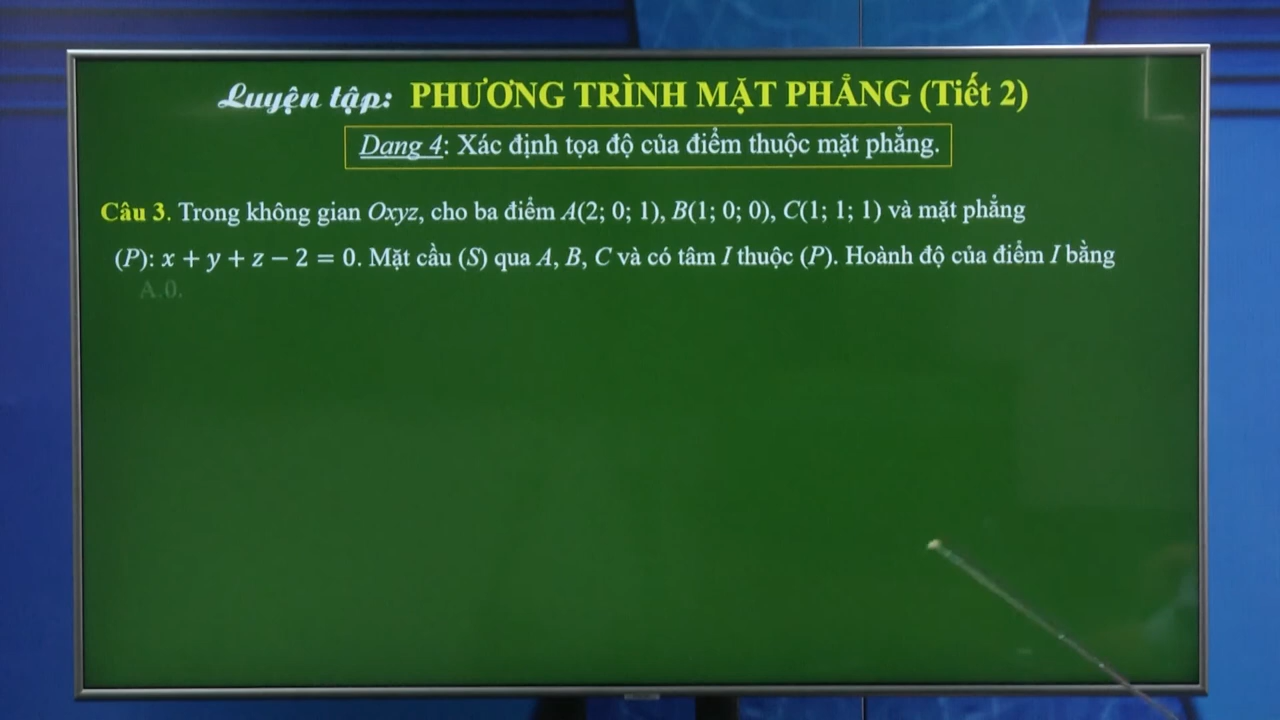 Luyện tập: PHƯƠNG TRÌNH MẶT PHẲNG (Tiết 2)
Dạng 4: Xác định tọa độ của điểm thuộc mặt phẳng.
Câu 3. Trong không gian Oxyz, cho ba điểm A(2; 0; 1), B(1; 0; 0), C(1; 1; 1) và mặt phẳng
(P): x + y + z − 2 = 0. Mặt cầu (S) qua A, B, C và có tâm I thuộc (P). Hoành độ của điểm I bằng
A.0.